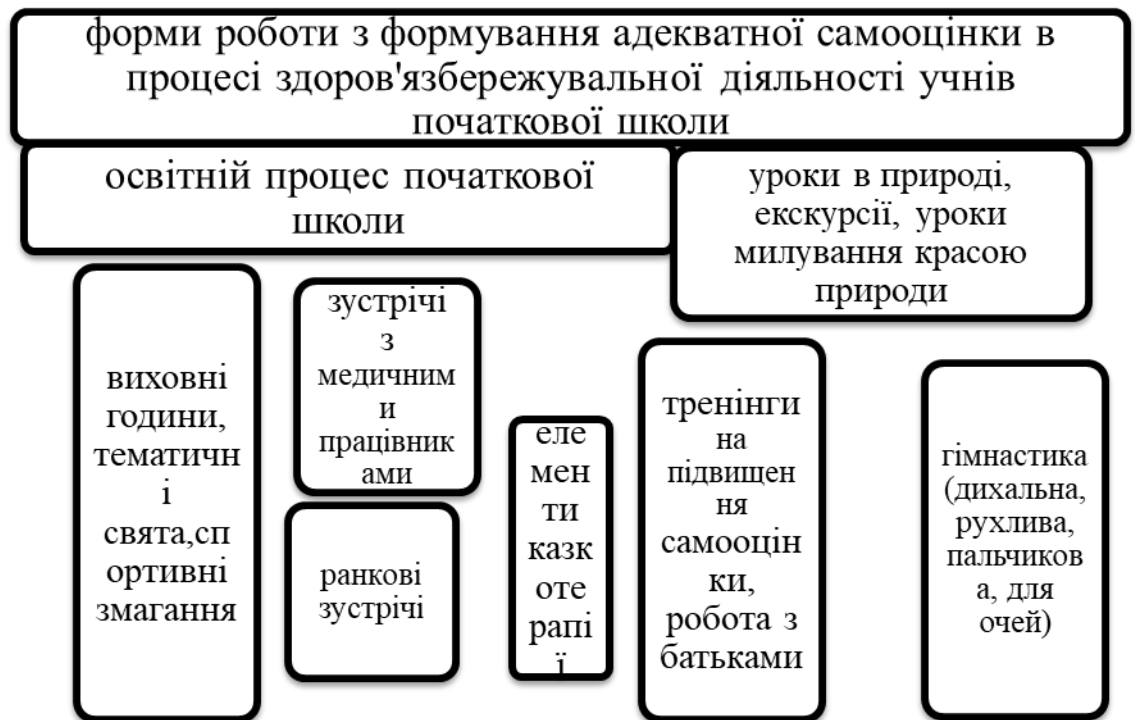 форми роботи з формування адекватної самооцінки в
процесі здоров'язбережувальної діяльності учнів
початкової школи
освітній процес початкової
школи
уроки в природі,
екскурсії, уроки
милування красою
природи
виховні
години,
тематичн
і
свята,сп
ортивні
змагання
зустрічі
з
медичним
и
працівник
ами
ранкові
зустрічі
еле
мен
ти
казк
оте
рапі
ї
тренінги
на
підвищен
ня
самооцін
ки,
робота з
батьками
гімнастика
(дихальна,
рухлива,
пальчиков
а, для
очей)